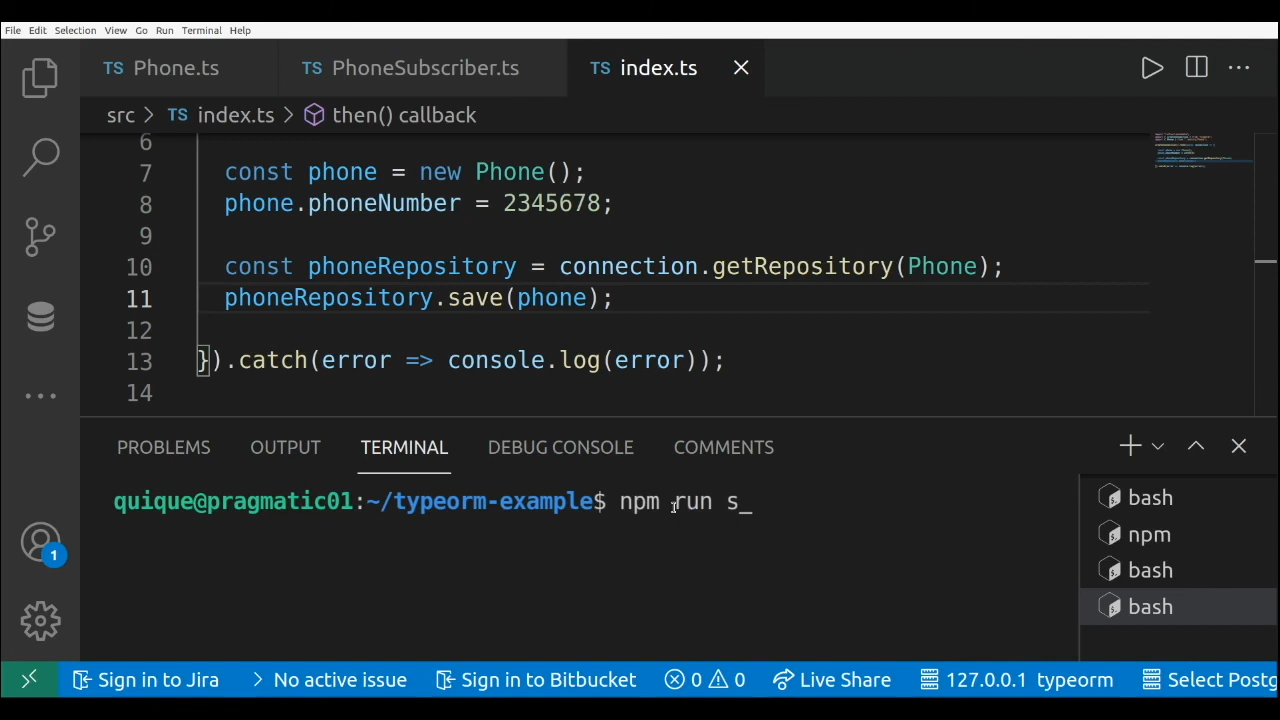 File Edit Selection View Go Run Terminal Help
TS Phone.ts TS PhoneSubscriber.ts TS index.ts
src > TS index.ts > then() callback
6
7 const phone = new Phone();
8 phone.phoneNumber = 2345678;
9
10 const phoneRepository = connection.getRepository(Phone);
11 phoneRepository.save(phone);
12
13 }).catch(error => console.log(error));
14
PROBLEMS OUTPUT TERMINAL DEBUG CONSOLE COMMENTS
quique@pragmatic01:~/typeorm-example$ npm run s_
bash
npm
bash
bash
1
Sign in to Jira No active issue Sign in to Bitbucket 0 0 Live Share 127.0.0.1 typeorm Select Postg